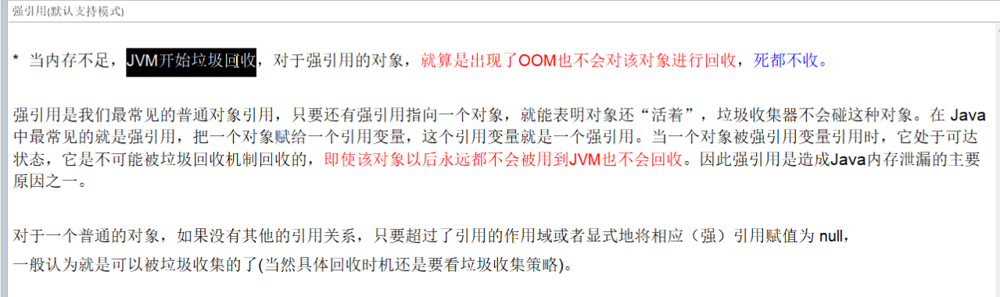 强引用(默认支持模式)
* 当内存不足，JVM开始垃圾回收，对于强引用的对象，就算是出现了OOM也不会对该对象进行回收，死都不收。
强引用是我们最常见的普通对象引用，只要还有强引用指向一个对象，就能表明对象还“活着”，垃圾收集器不会碰这种对象。在 Java
中最常见的就是强引用，把一个对象赋给一个引用变量，这个引用变量就是一个强引用。当一个对象被强引用变量引用时，它处于可达
状态，它是不可能被垃圾回收机制回收的，即使该对象以后永远都不会被用到JVM也不会回收。因此强引用是造成Java内存泄漏的主要
原因之一。
对于一个普通的对象，如果没有其他的引用关系，只要超过了引用的作用域或者显式地将相应（强）引用赋值为 null，
一般认为就是可以被垃圾收集的了(当然具体回收时机还是要看垃圾收集策略)。